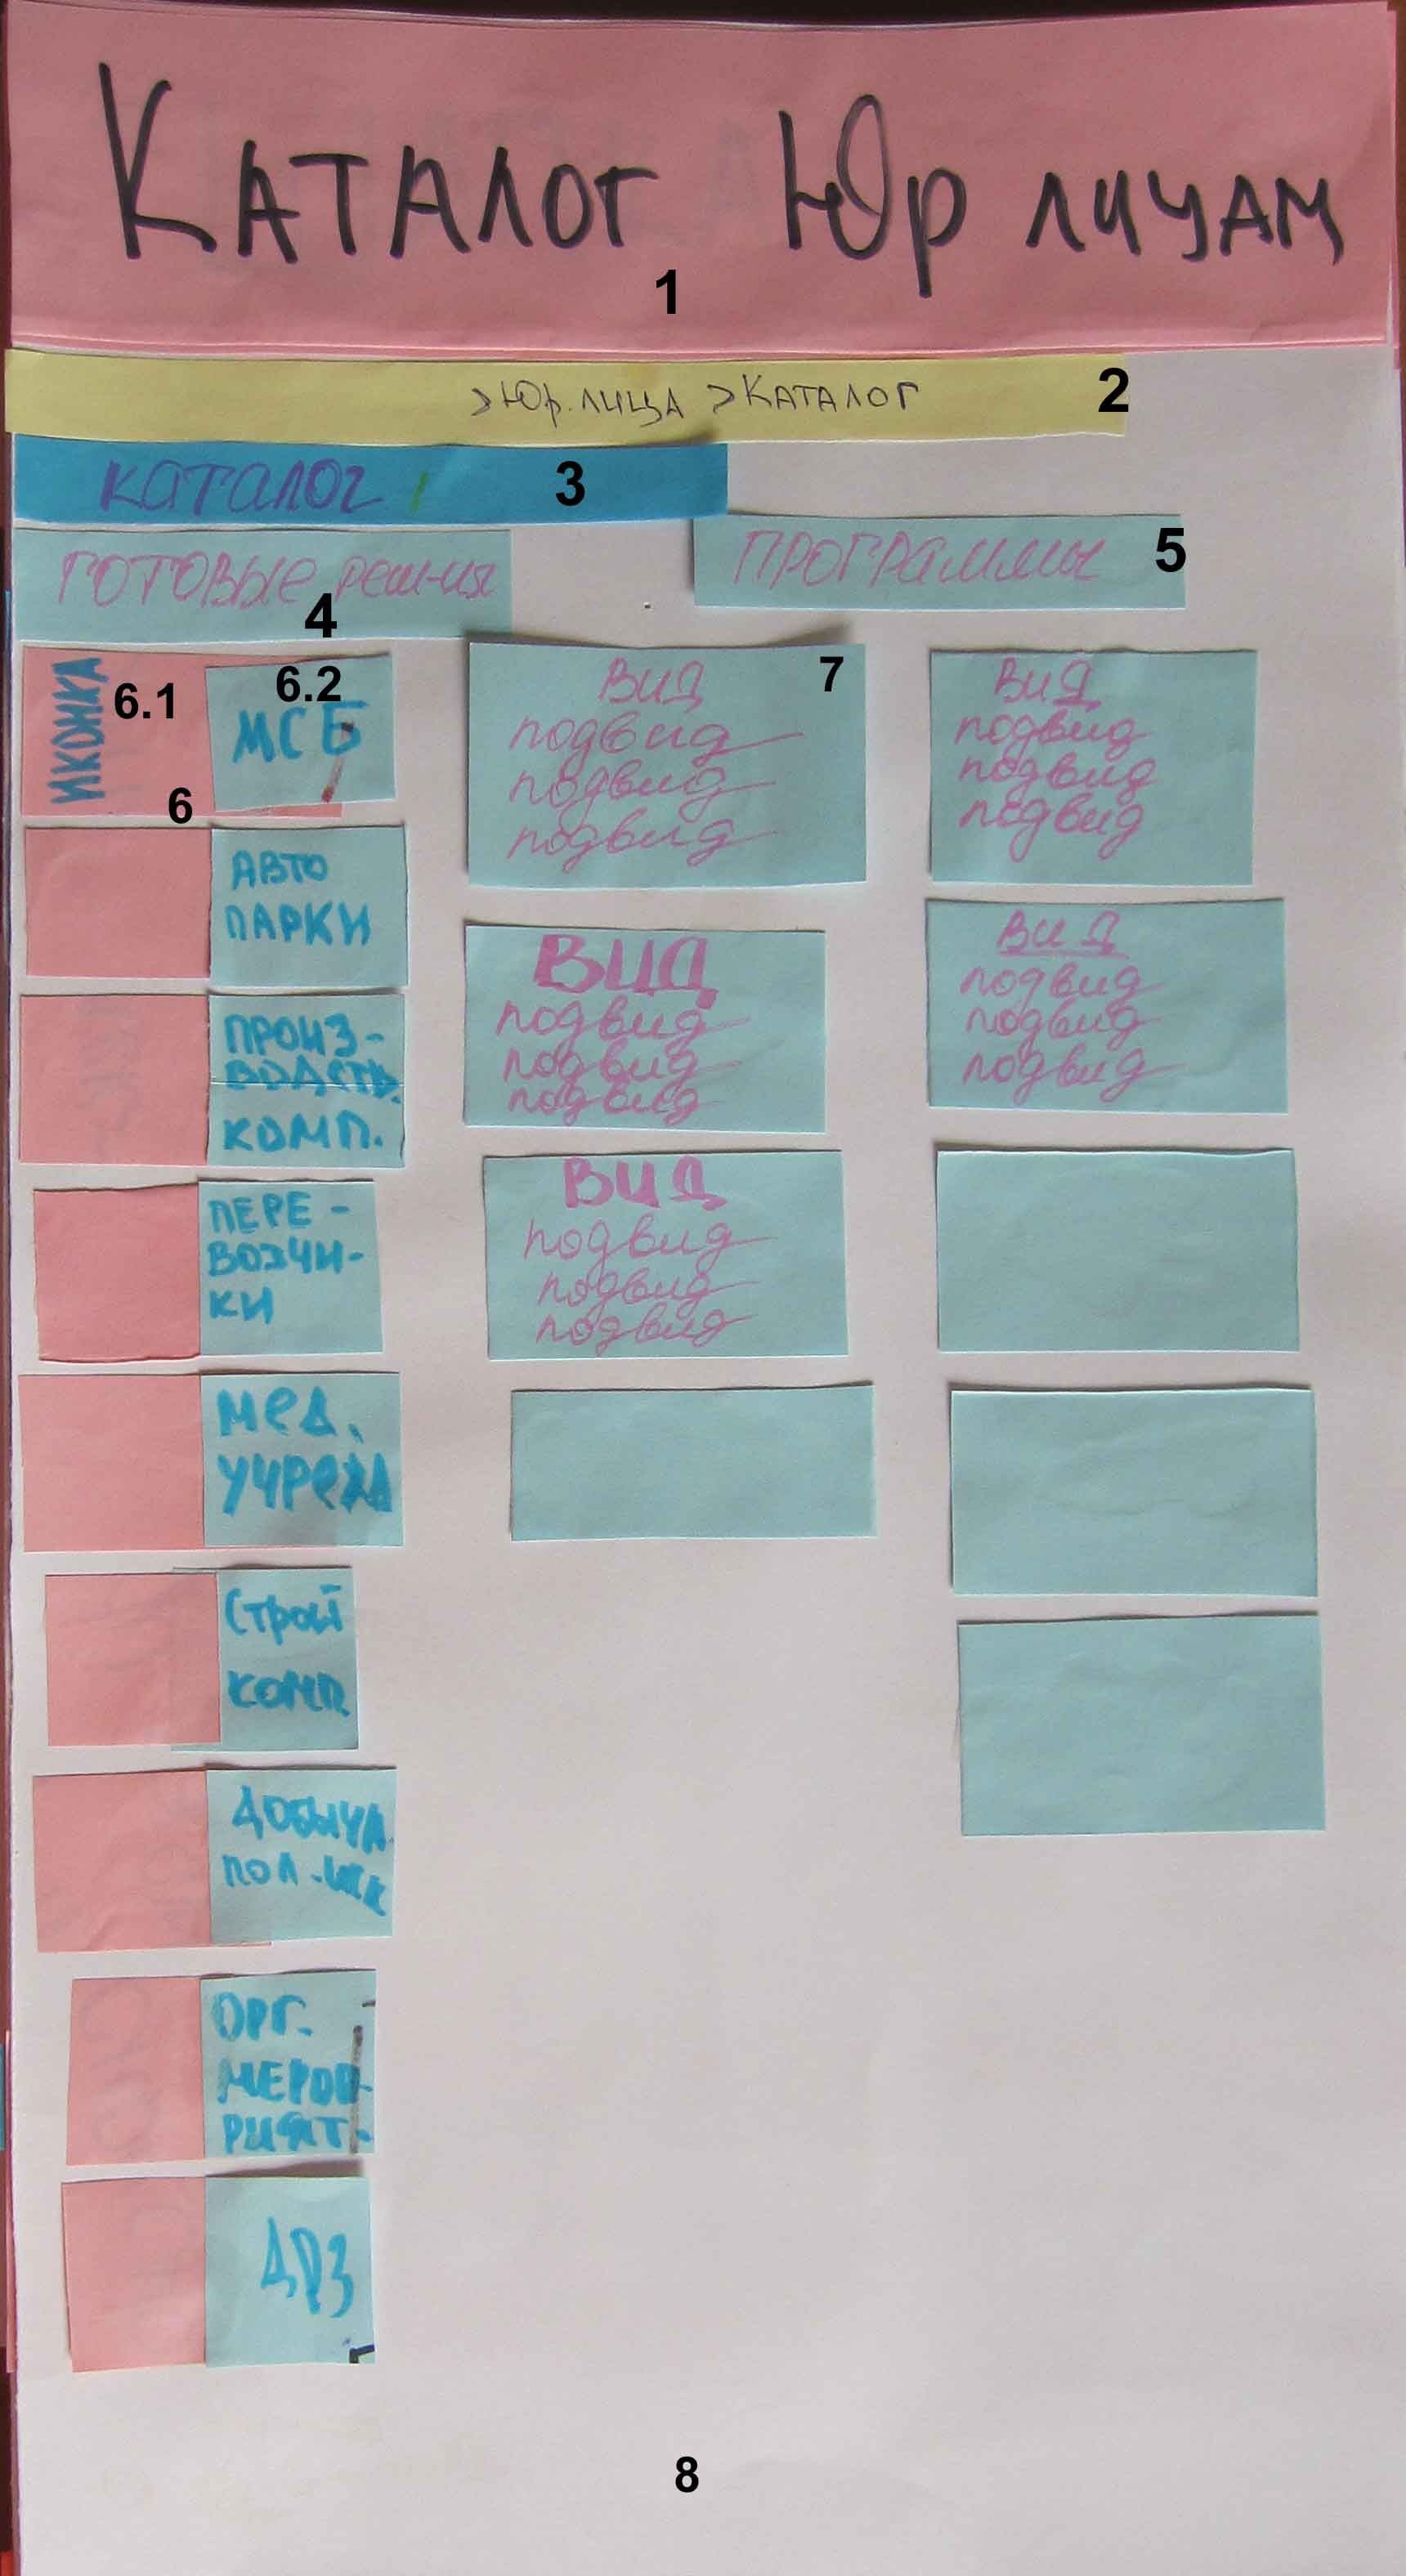 Каталог Юр лицам
1
>Юр. лица >Каталог 2
каталог 3
готовые реш-ия
4
программы 5
иконка
6.1
6.2
МСБ
6
АВТО
ПАРКИ
ПРОИЗ-
ВОДСТВ.
КОМП.
ПЕРЕ-
ВОЗЧИ-
КИ
Мед.
учреж
Строй
комп.
Добыча
пол.иск
ОРГ.
МЕРОП-
РИЯТ.
ДРЗ
7
Вид
подвид
подвид
подвид
ВИД
подвид
подвид
подвид
ВИД
подвид
подвид
подвид
ВИД
подвид
подвид
подвид
ВИД
подвид
подвид
подвид
8